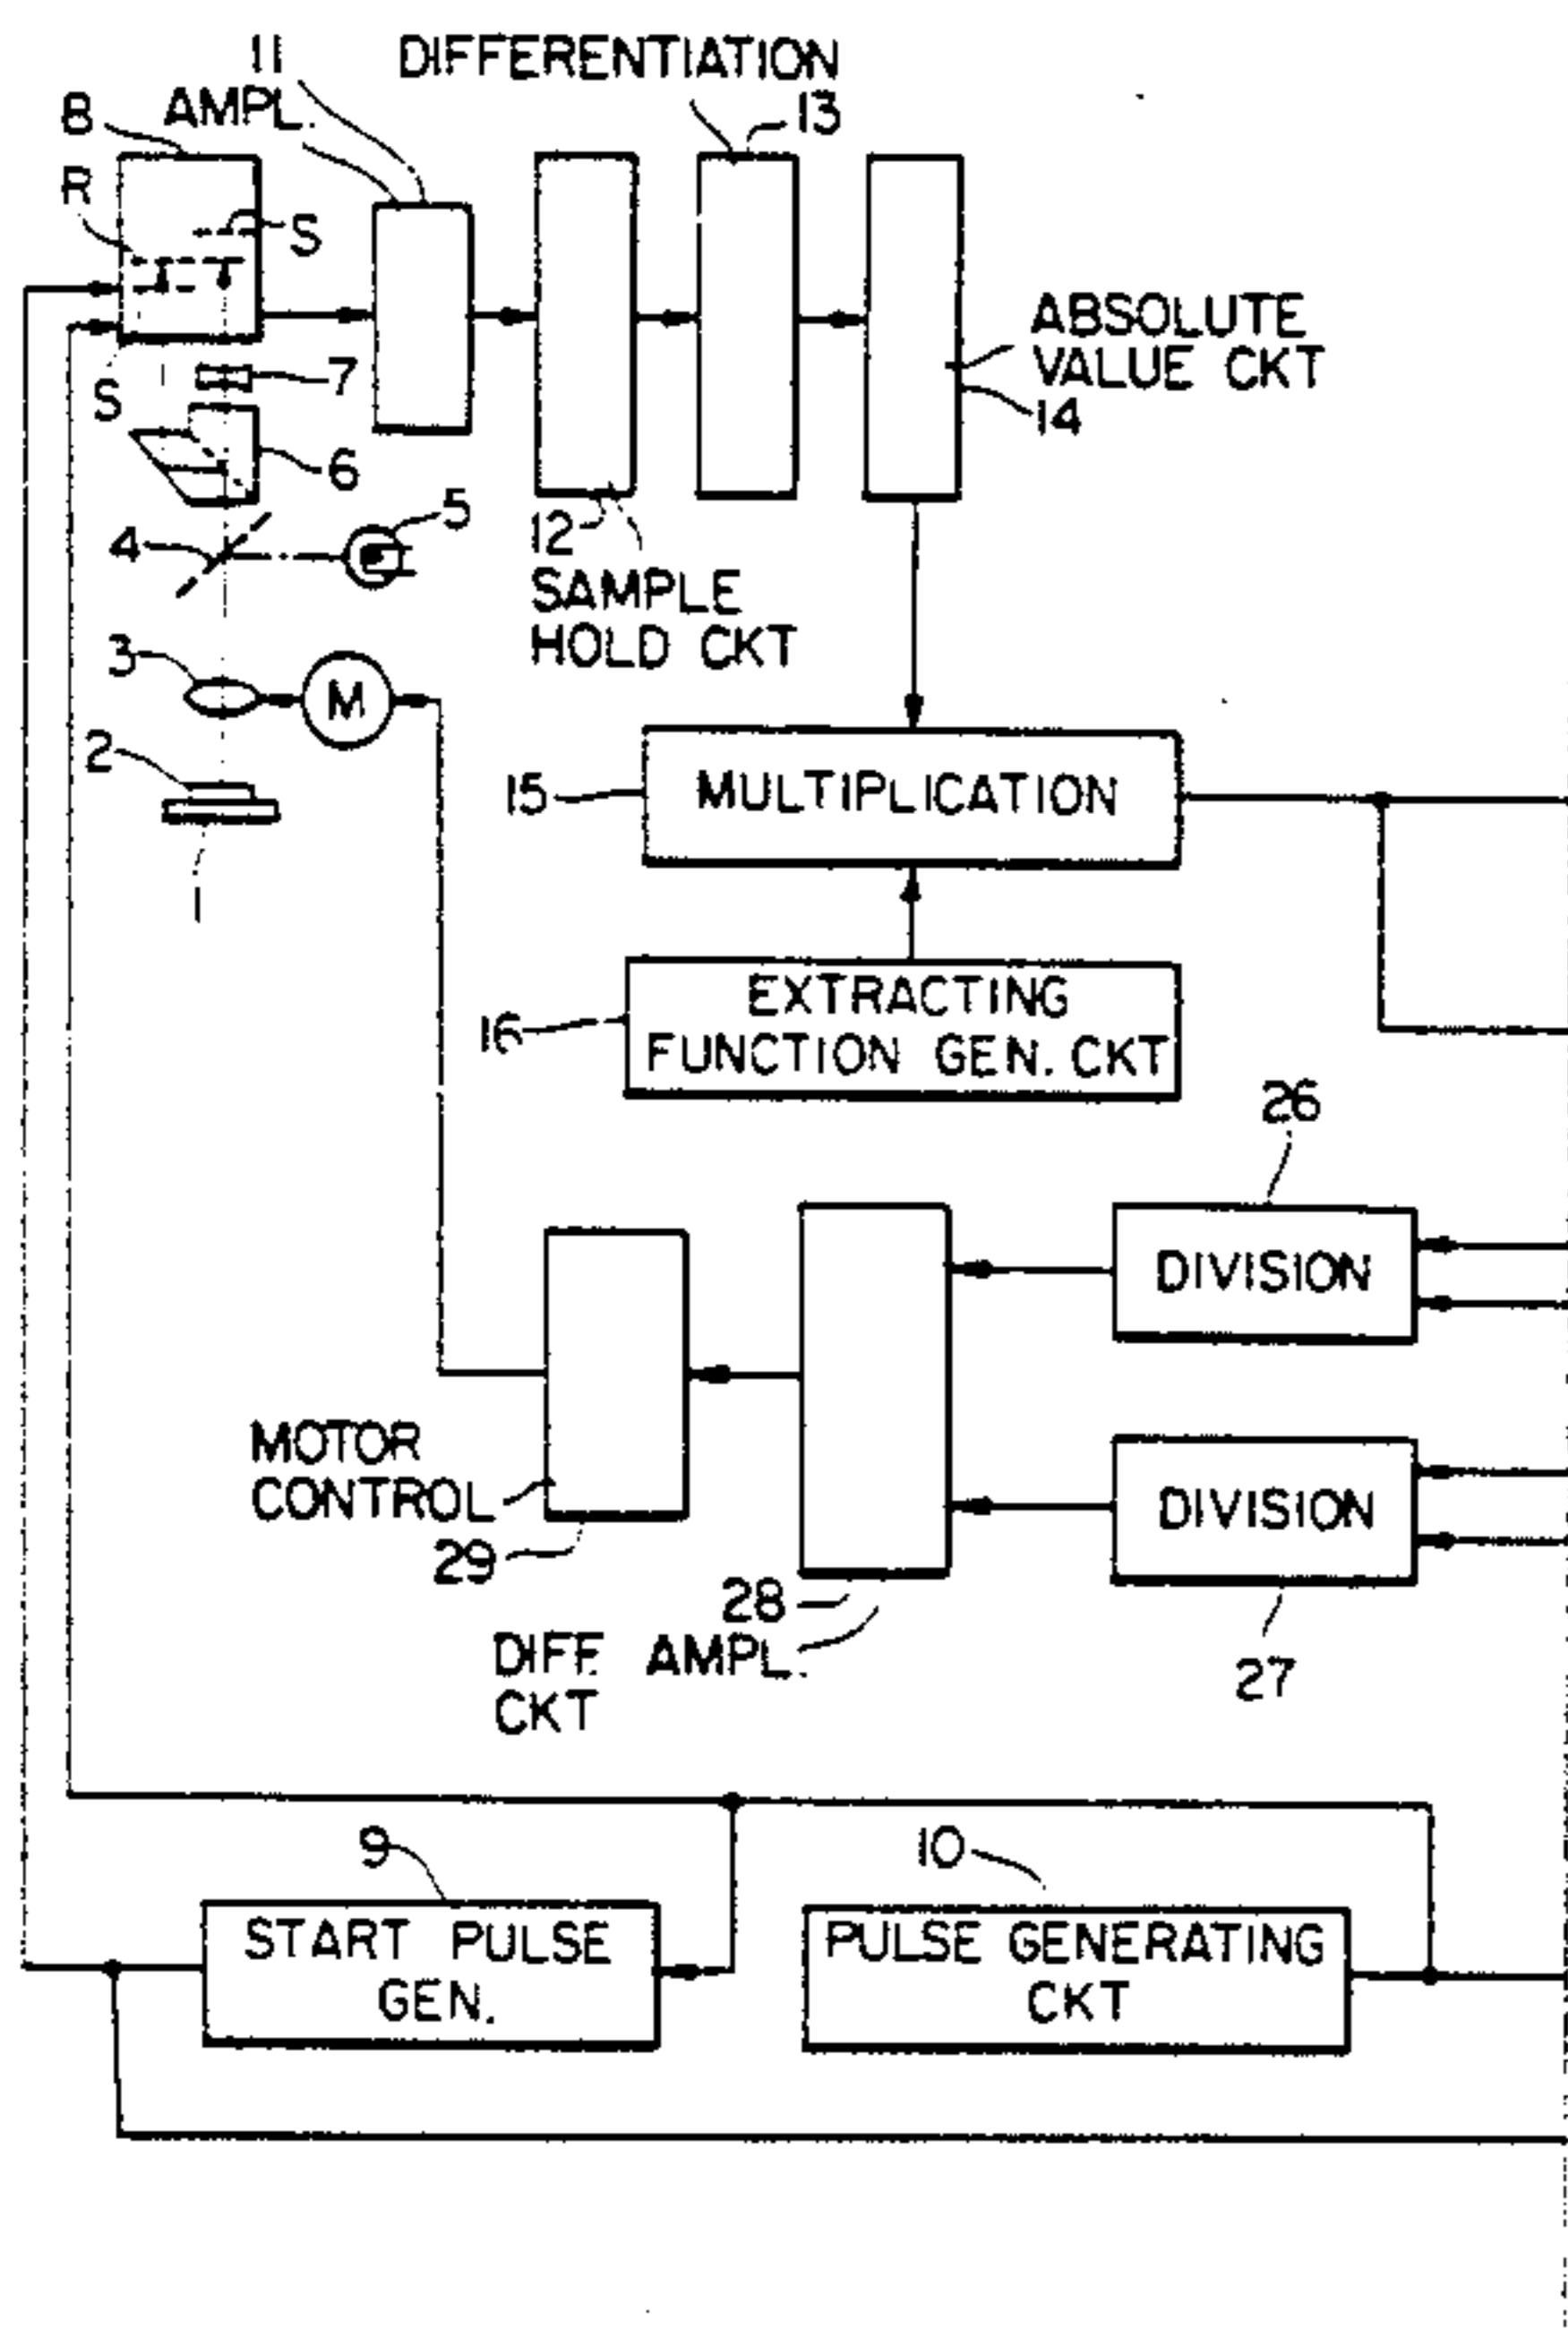 11
DIFFERENTIATION
AMPL.
8
13
R
S
ABSOLUTE
VALUE CKT
7
S
14
6
5
12
4
SAMPLE
HOLD CKT
3
M
2
15
MULTIPLICATION
1
EXTRACTING
16
FUNCTION GEN. CKT
26
DIVISION
MOTOR
CONTROL
DIVISION
29
28
DIFF. AMPL.
27
CKT
9
10
START PULSE
GEN.
PULSE GENERATING
CKT